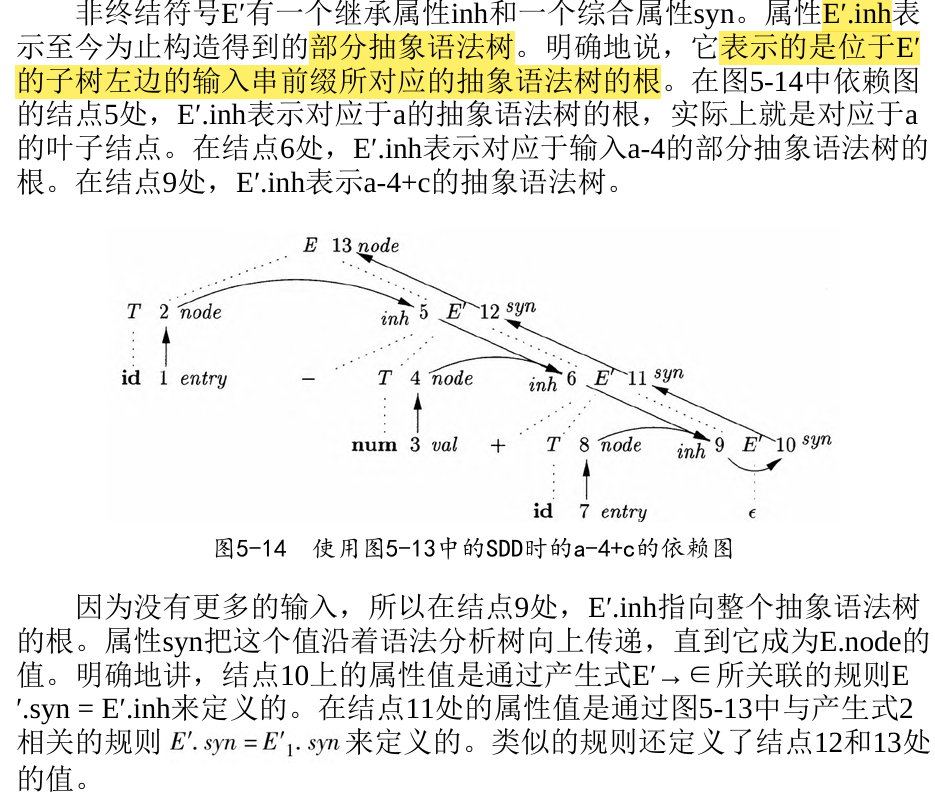 非终结符号E′有一个继承属性inh和一个综合属性syn。属性E′.inh表
示至今为止构造得到的部分抽象语法树。明确地说，它表示的是位于E′
的子树左边的输入串前缀所对应的抽象语法树的根。在图5-14中依赖图
的结点5处，E′.inh表示对应于a的抽象语法树的根，实际上就是对应于a
的叶子结点。在结点6处，E′.inh表示对应于输入a-4的部分抽象语法树的
根。在结点9处，E′.inh表示a-4+c的抽象语法树。
E 13 node
T 2 node inh 5 E′ 12 syn
id 1 entry − T 4 node inh 6 E′ 11 syn
num 3 val + T 8 node inh 9 E′ 10 syn
id 7 entry ϵ
图5-14 使用图5-13中的SDD时的a-4+c的依赖图
因为没有更多的输入，所以在结点9处，E′.inh指向整个抽象语法树
的根。属性syn把这个值沿着语法分析树向上传递，直到它成为E.node的
值。明确地讲，结点10上的属性值是通过产生式E′→∈所关联的规则E
′.syn = E′.inh来定义的。在结点11处的属性值是通过图5-13中与产生式2
相关的规则 E′. syn = E′₁. syn 来定义的。类似的规则还定义了结点12和13处
的值。